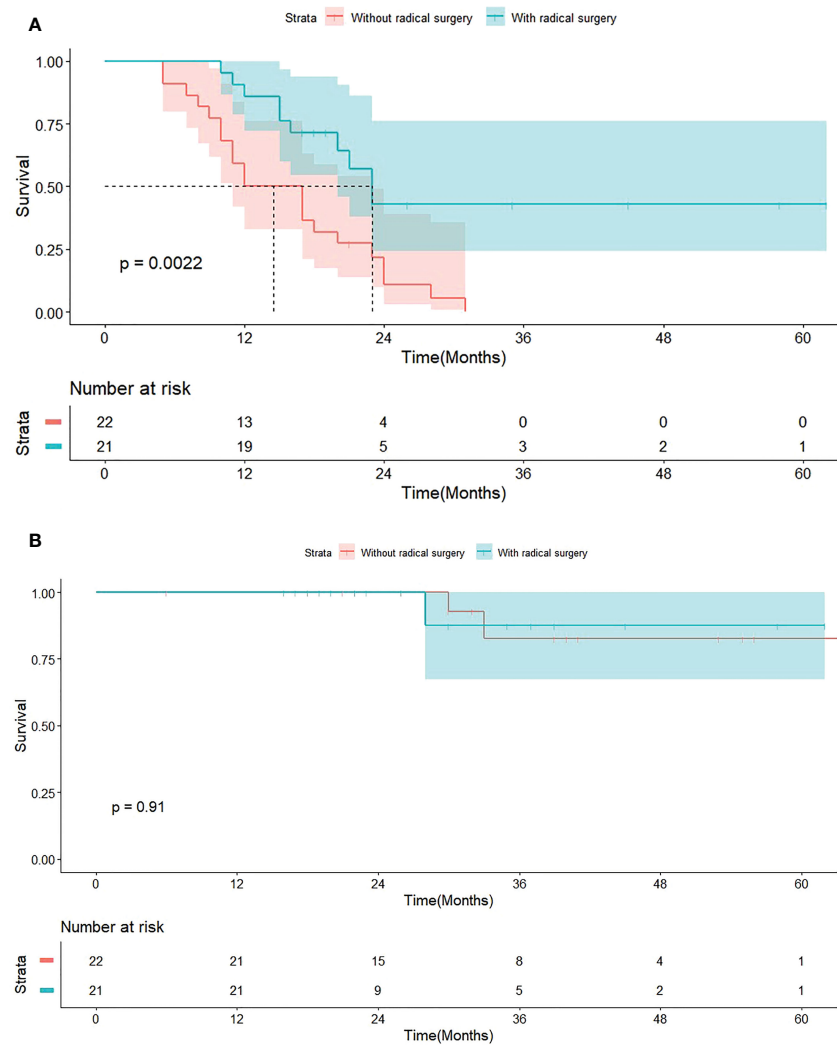 A
Strata Without radical surgery With radical surgery
1.00
0.75
0.50
0.25
0.00
Survival
p = 0.0022
0 12 24 36 48 60
Time(Months)
Number at risk
Strata
22 13 4 0 0 0
21 19 5 3 2 1
0 12 24 36 48 60
Time(Months)
B
Strata Without radical surgery With radical surgery
1.00
0.75
0.50
0.25
0.00
Survival
p = 0.91
0 12 24 36 48 60
Time(Months)
Number at risk
Strata
22 21 15 8 4 1
21 21 9 5 2 1
0 12 24 36 48 60
Time(Months)